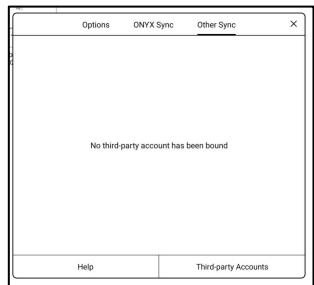 Options ONYX Sync Other Sync ×
No third-party account has been bound
Help Third-party Accounts